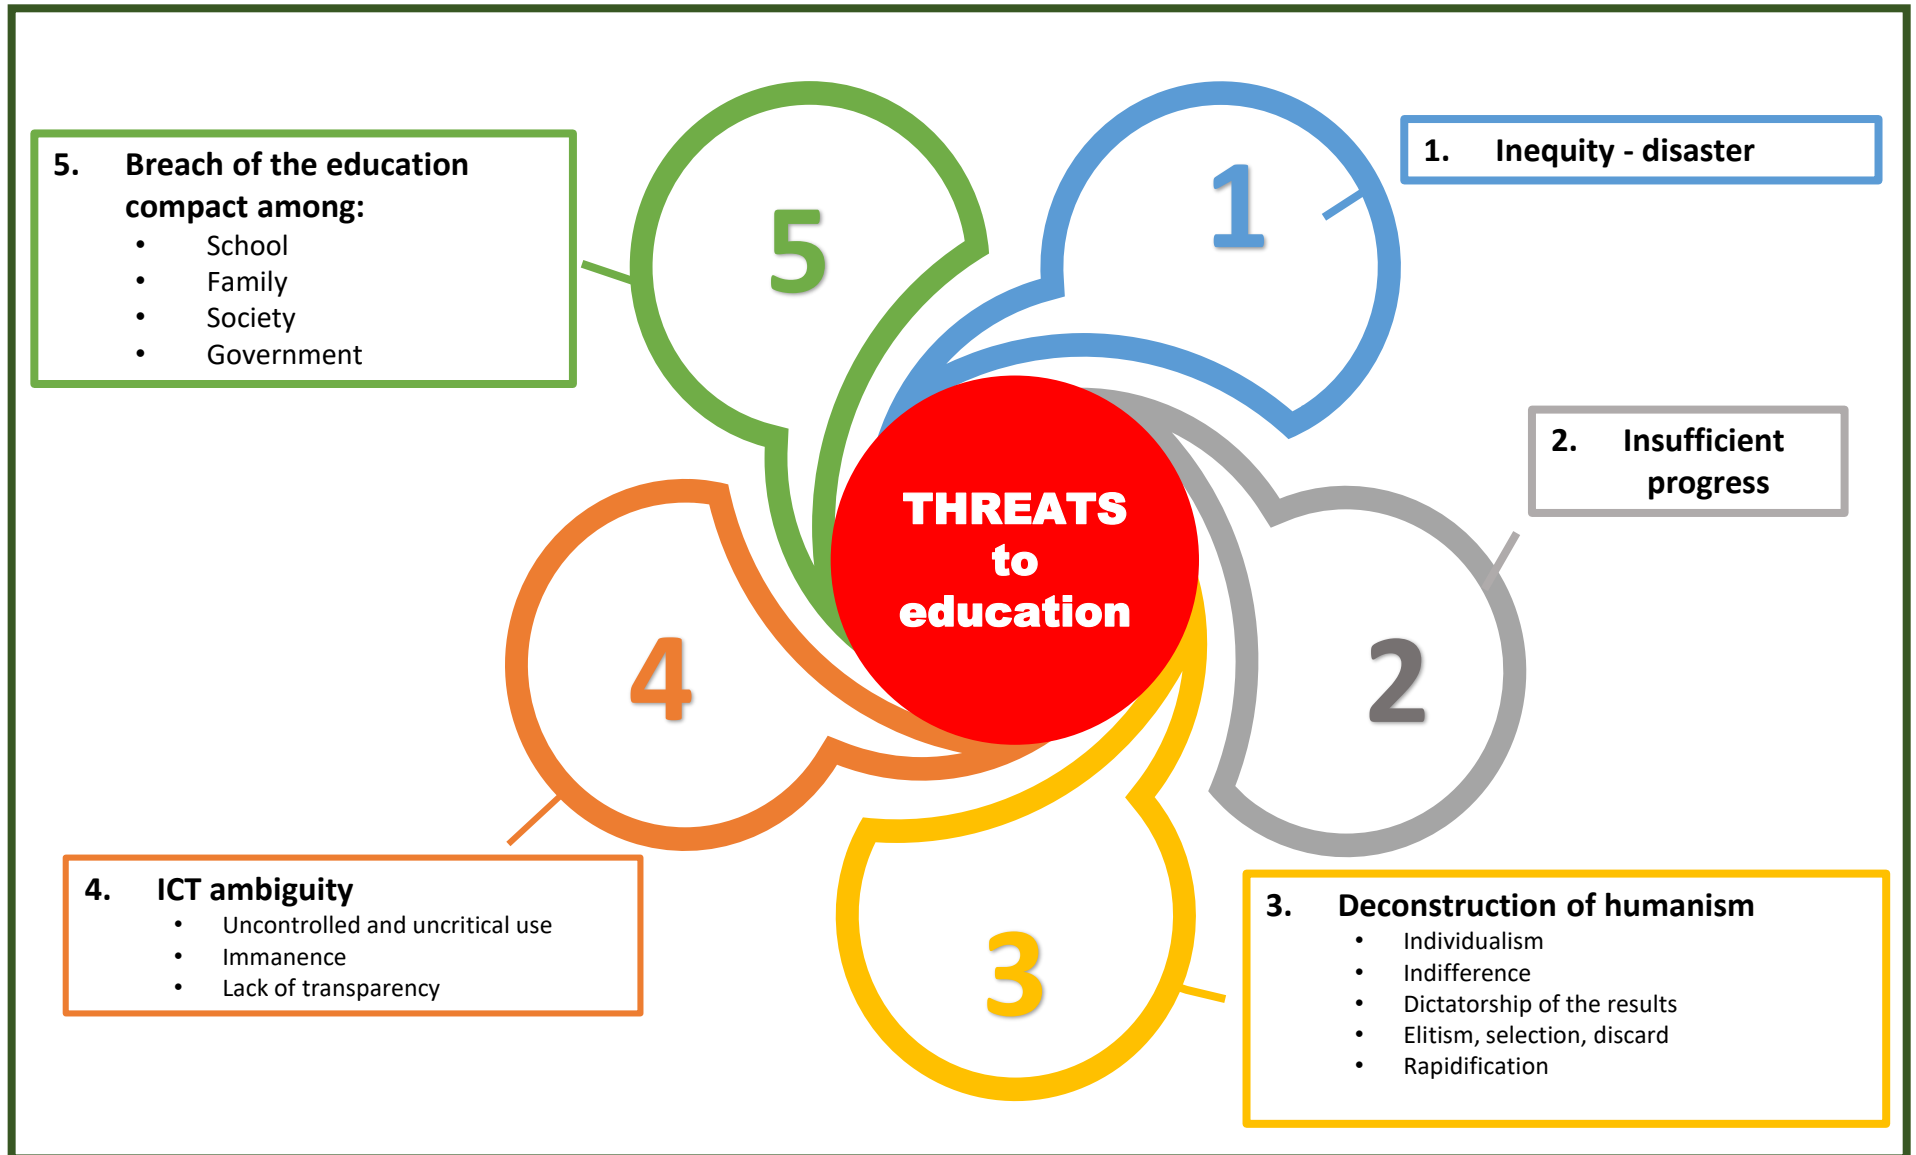 THREATS
to
education
1
1. Inequity - disaster
2
2. Insufficient
progress
3
3. Deconstruction of humanism
• Individualism
• Indifference
• Dictatorship of the results
• Elitism, selection, discard
• Rapidification
4
4. ICT ambiguity
• Uncontrolled and uncritical use
• Immanence
• Lack of transparency
5
5. Breach of the education
compact among:
• School
• Family
• Society
• Government